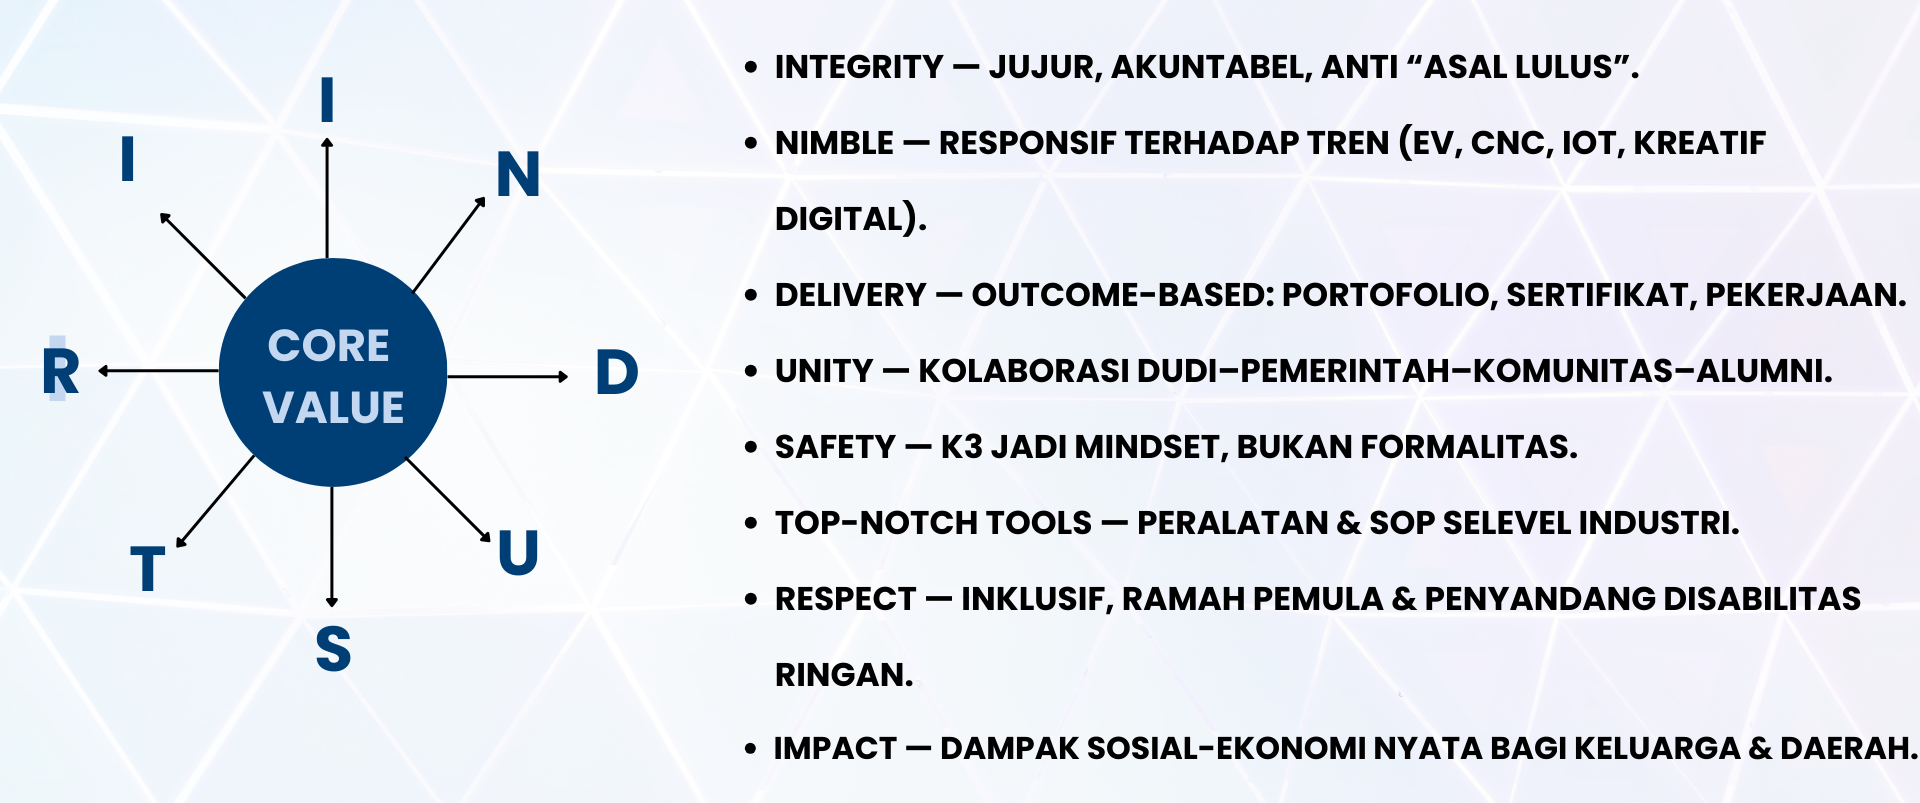 I
I
N
R
CORE
VALUE
D
T
U
S
• INTEGRITY — JUJUR, AKUNTABEL, ANTI “ASAL LULUS”.
• NIMBLE — RESPONSIF TERHADAP TREN (EV, CNC, IOT, KREATIF
DIGITAL).
• DELIVERY — OUTCOME-BASED: PORTOFOLIO, SERTIFIKAT, PEKERJAAN.
• UNITY — KOLABORASI DUDI–PEMERINTAH–KOMUNITAS–ALUMNI.
• SAFETY — K3 JADI MINDSET, BUKAN FORMALITAS.
• TOP-NOTCH TOOLS — PERALATAN & SOP SELEVEL INDUSTRI.
• RESPECT — INKLUSIF, RAMAH PEMULA & PENYANDANG DISABILITAS
RINGAN.
• IMPACT — DAMPAK SOSIAL-EKONOMI NYATA BAGI KELUARGA & DAERAH.